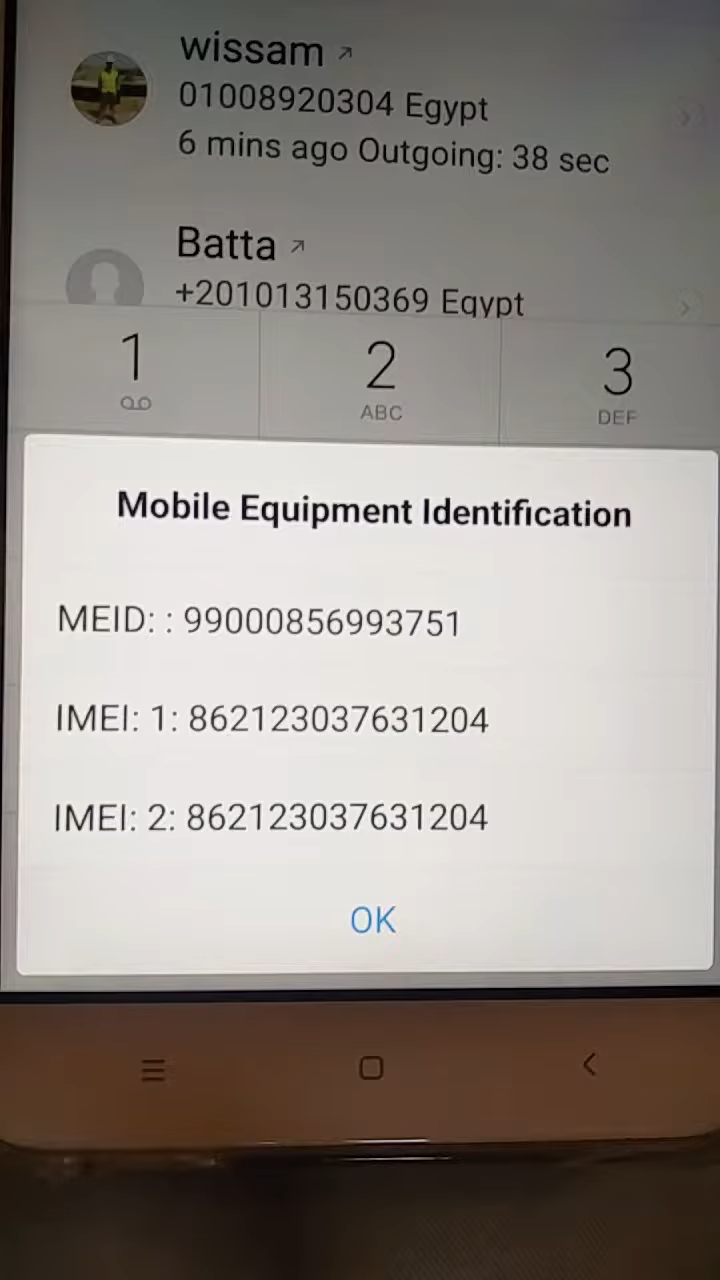 wissam
01008920304 Egypt
6 mins ago Outgoing: 38 sec
Batta
+201013150369 Egypt
1
2
ABC
3
DEF
Mobile Equipment Identification
MEID: : 99000856993751
IMEI: 1: 862123037631204
IMEI: 2: 862123037631204
OK